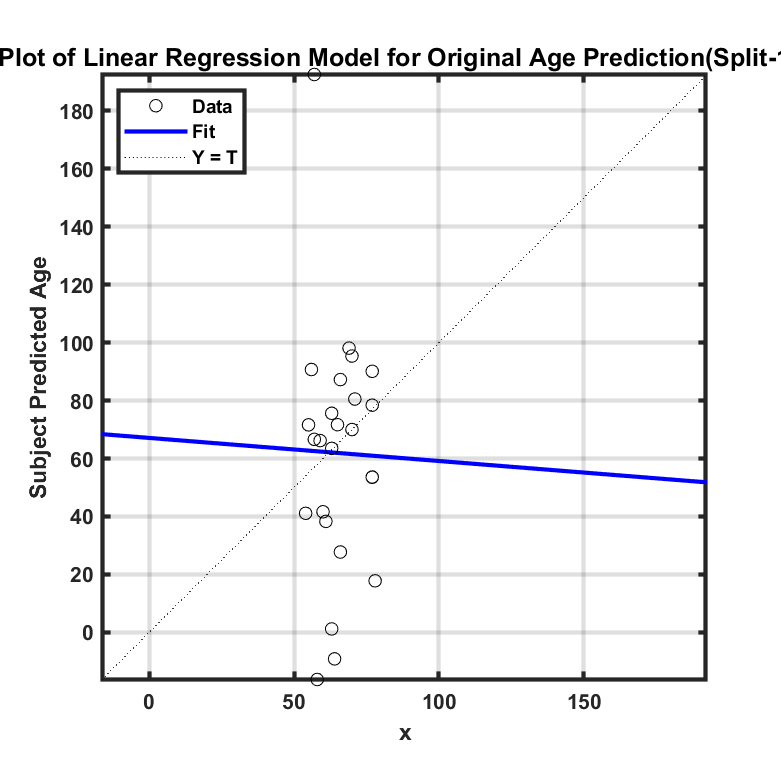 Plot of Linear Regression Model for Original Age Prediction(Split-1
Data
Fit
Y = T
180
160
140
120
100
80
60
40
20
0
Subject Predicted Age
0 50 100 150
x